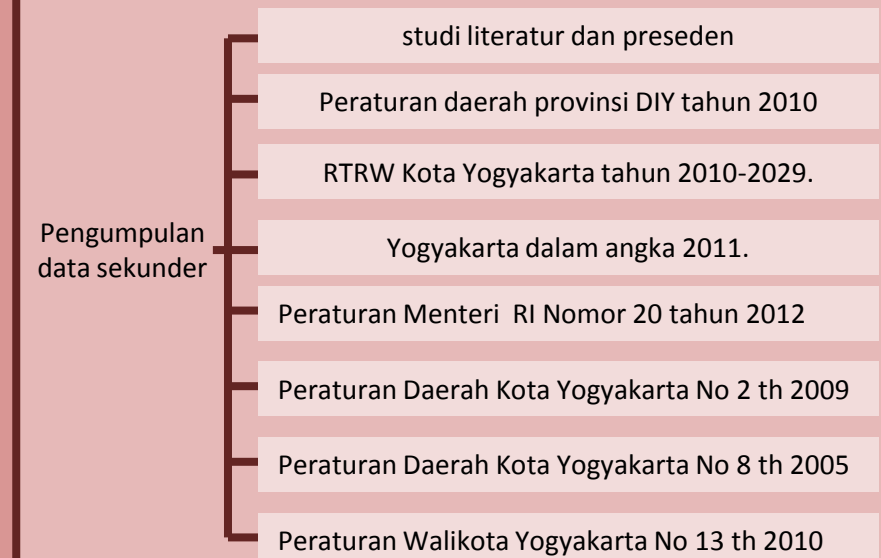 Pengumpulan
data sekunder
studi literatur dan preseden
Peraturan daerah provinsi DIY tahun 2010
RTRW Kota Yogyakarta tahun 2010-2029.
Yogyakarta dalam angka 2011.
Peraturan Menteri RI Nomor 20 tahun 2012
Peraturan Daerah Kota Yogyakarta No 2 th 2009
Peraturan Daerah Kota Yogyakarta No 8 th 2005
Peraturan Walikota Yogyakarta No 13 th 2010